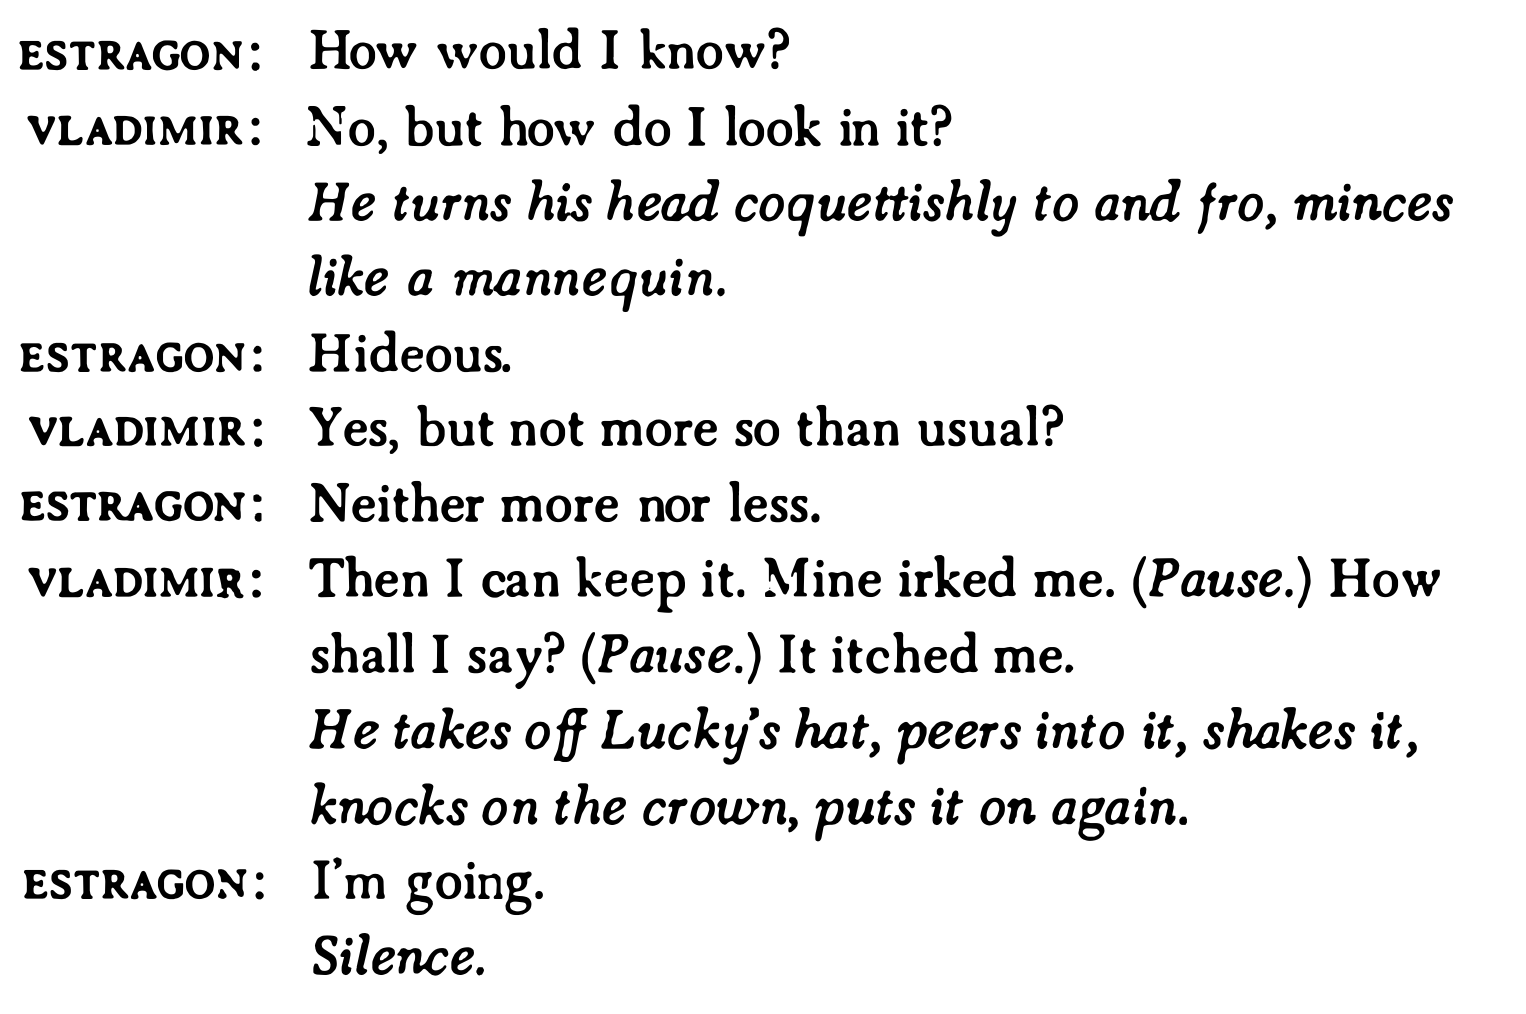 ESTRAGON: How would I know?
VLADIMIR: No, but how do I look in it?
He turns his head coquettishly to and fro, minces
like a mannequin.
ESTRAGON: Hideous.
VLADIMIR: Yes, but not more so than usual?
ESTRAGON: Neither more nor less.
VLADIMIR: Then I can keep it. Mine irked me. (Pause.) How
shall I say? (Pause.) It itched me.
He takes off Lucky's hat, peers into it, shakes it,
knocks on the crown, puts it on again.
ESTRAGON: I'm going.
Silence.